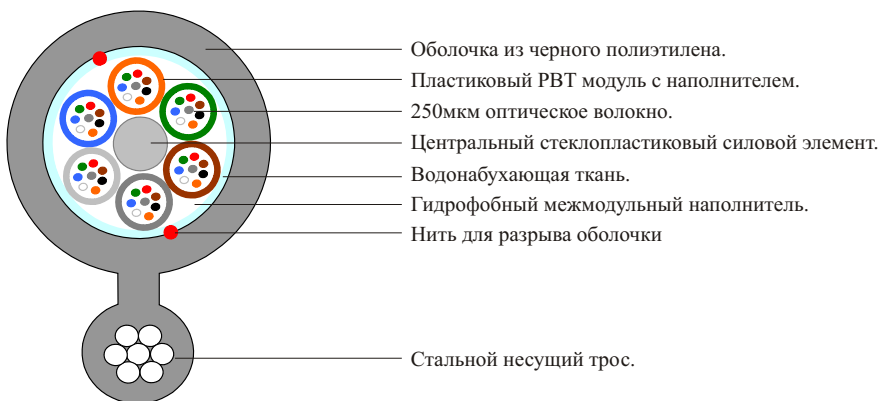 Оболочка из черного полиэтилена.
Пластиковый PBT модуль с наполнителем.
250мкм оптическое волокно.
Центральный стеклопластиковый силовой элемент.
Водонабухающая ткань.
Гидрофобный межмодульный наполнитель.
Нить для разрыва оболочки
Стальной несущий трос.